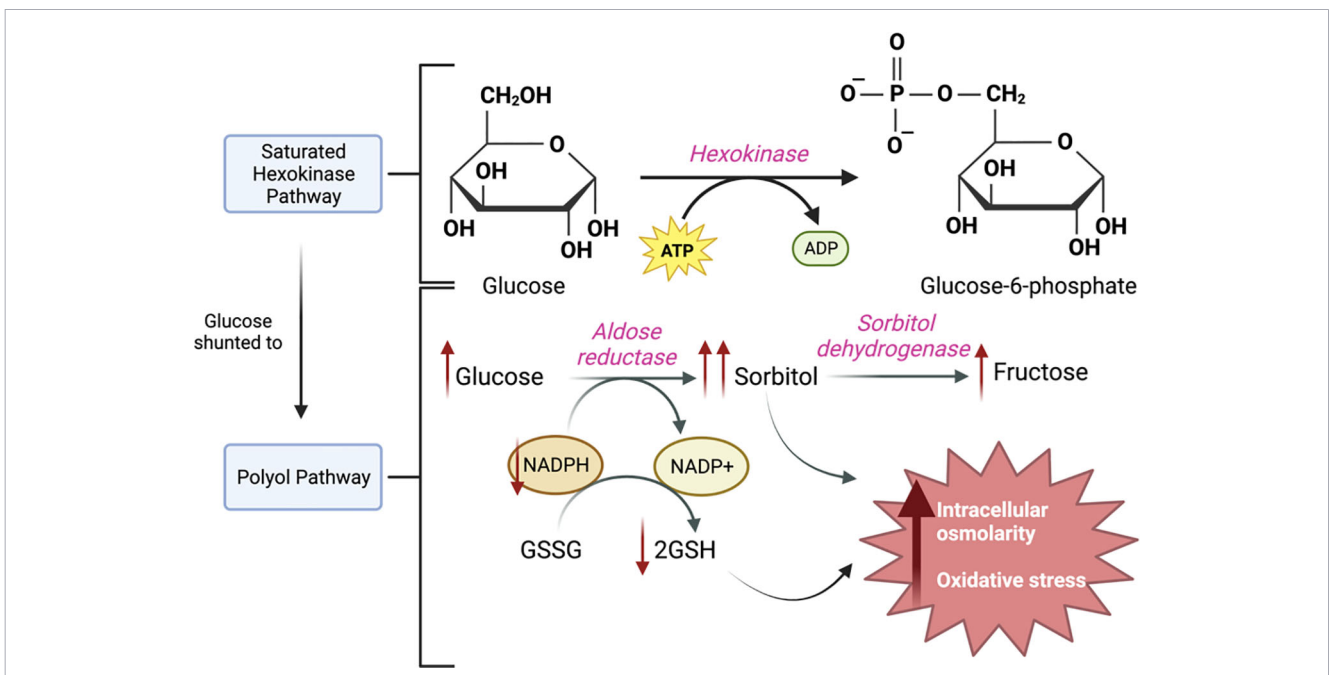 Saturated
Hexokinase
Pathway
Glucose
shunted to
Polyol Pathway
CH₂OH
O
OH
OH
OH
OH
Glucose
Hexokinase
ATP
ADP
O
O⁻
P
O
CH₂
O⁻
O
OH
OH
OH
OH
Glucose-6-phosphate
Glucose
Aldose
reductase
Sorbitol
Sorbitol
dehydrogenase
Fructose
NADPH
NADP+
GSSG
2GSH
Intracellular
osmolarity
Oxidative stress